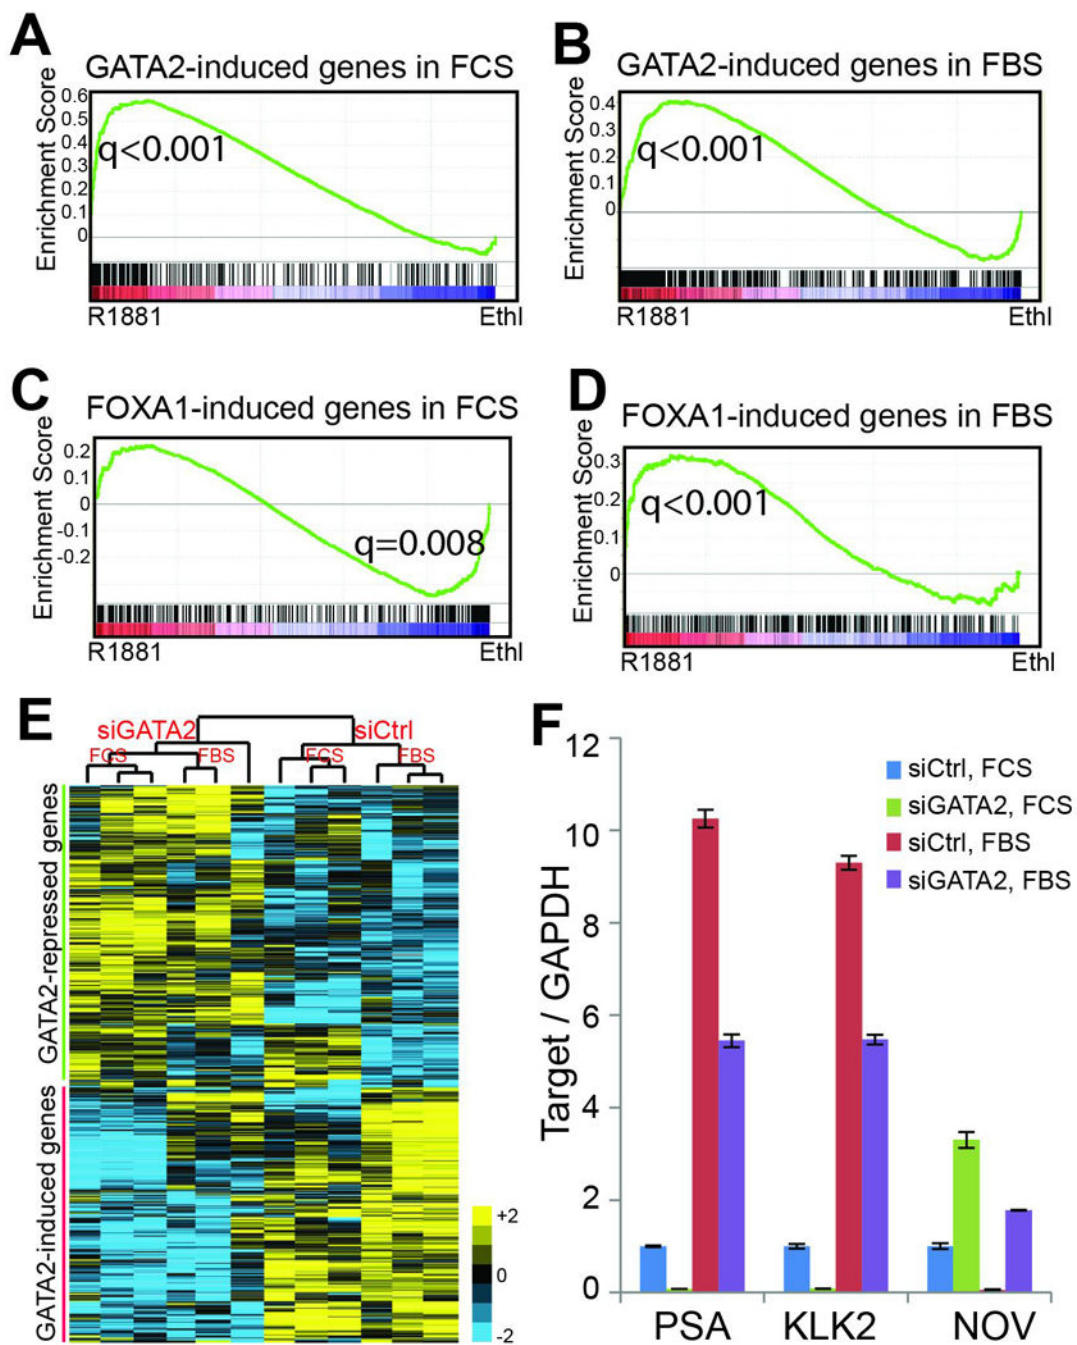 A
GATA2-induced genes in FCS
Enrichment Score
0.6
0.5
0.4
0.3
0.2
0.1
0
q<0.001
R1881
Ethl
B
GATA2-induced genes in FBS
Enrichment Score
0.4
0.3
0.2
0.1
0
q<0.001
R1881
Ethl
C
FOXA1-induced genes in FCS
Enrichment Score
0.2
0.1
0
-0.1
-0.2
q=0.008
R1881
Ethl
D
FOXA1-induced genes in FBS
Enrichment Score
0.3
0.2
0.1
0
q<0.001
R1881
Ethl
E
siGATA2
siCtrl
FCS
FBS
FCS
FBS
GATA2-repressed genes
GATA2-induced genes
+2
0
-2
F
Target / GAPDH
12
10
8
6
4
2
0
siCtrl, FCS
siGATA2, FCS
siCtrl, FBS
siGATA2, FBS
PSA
KLK2
NOV